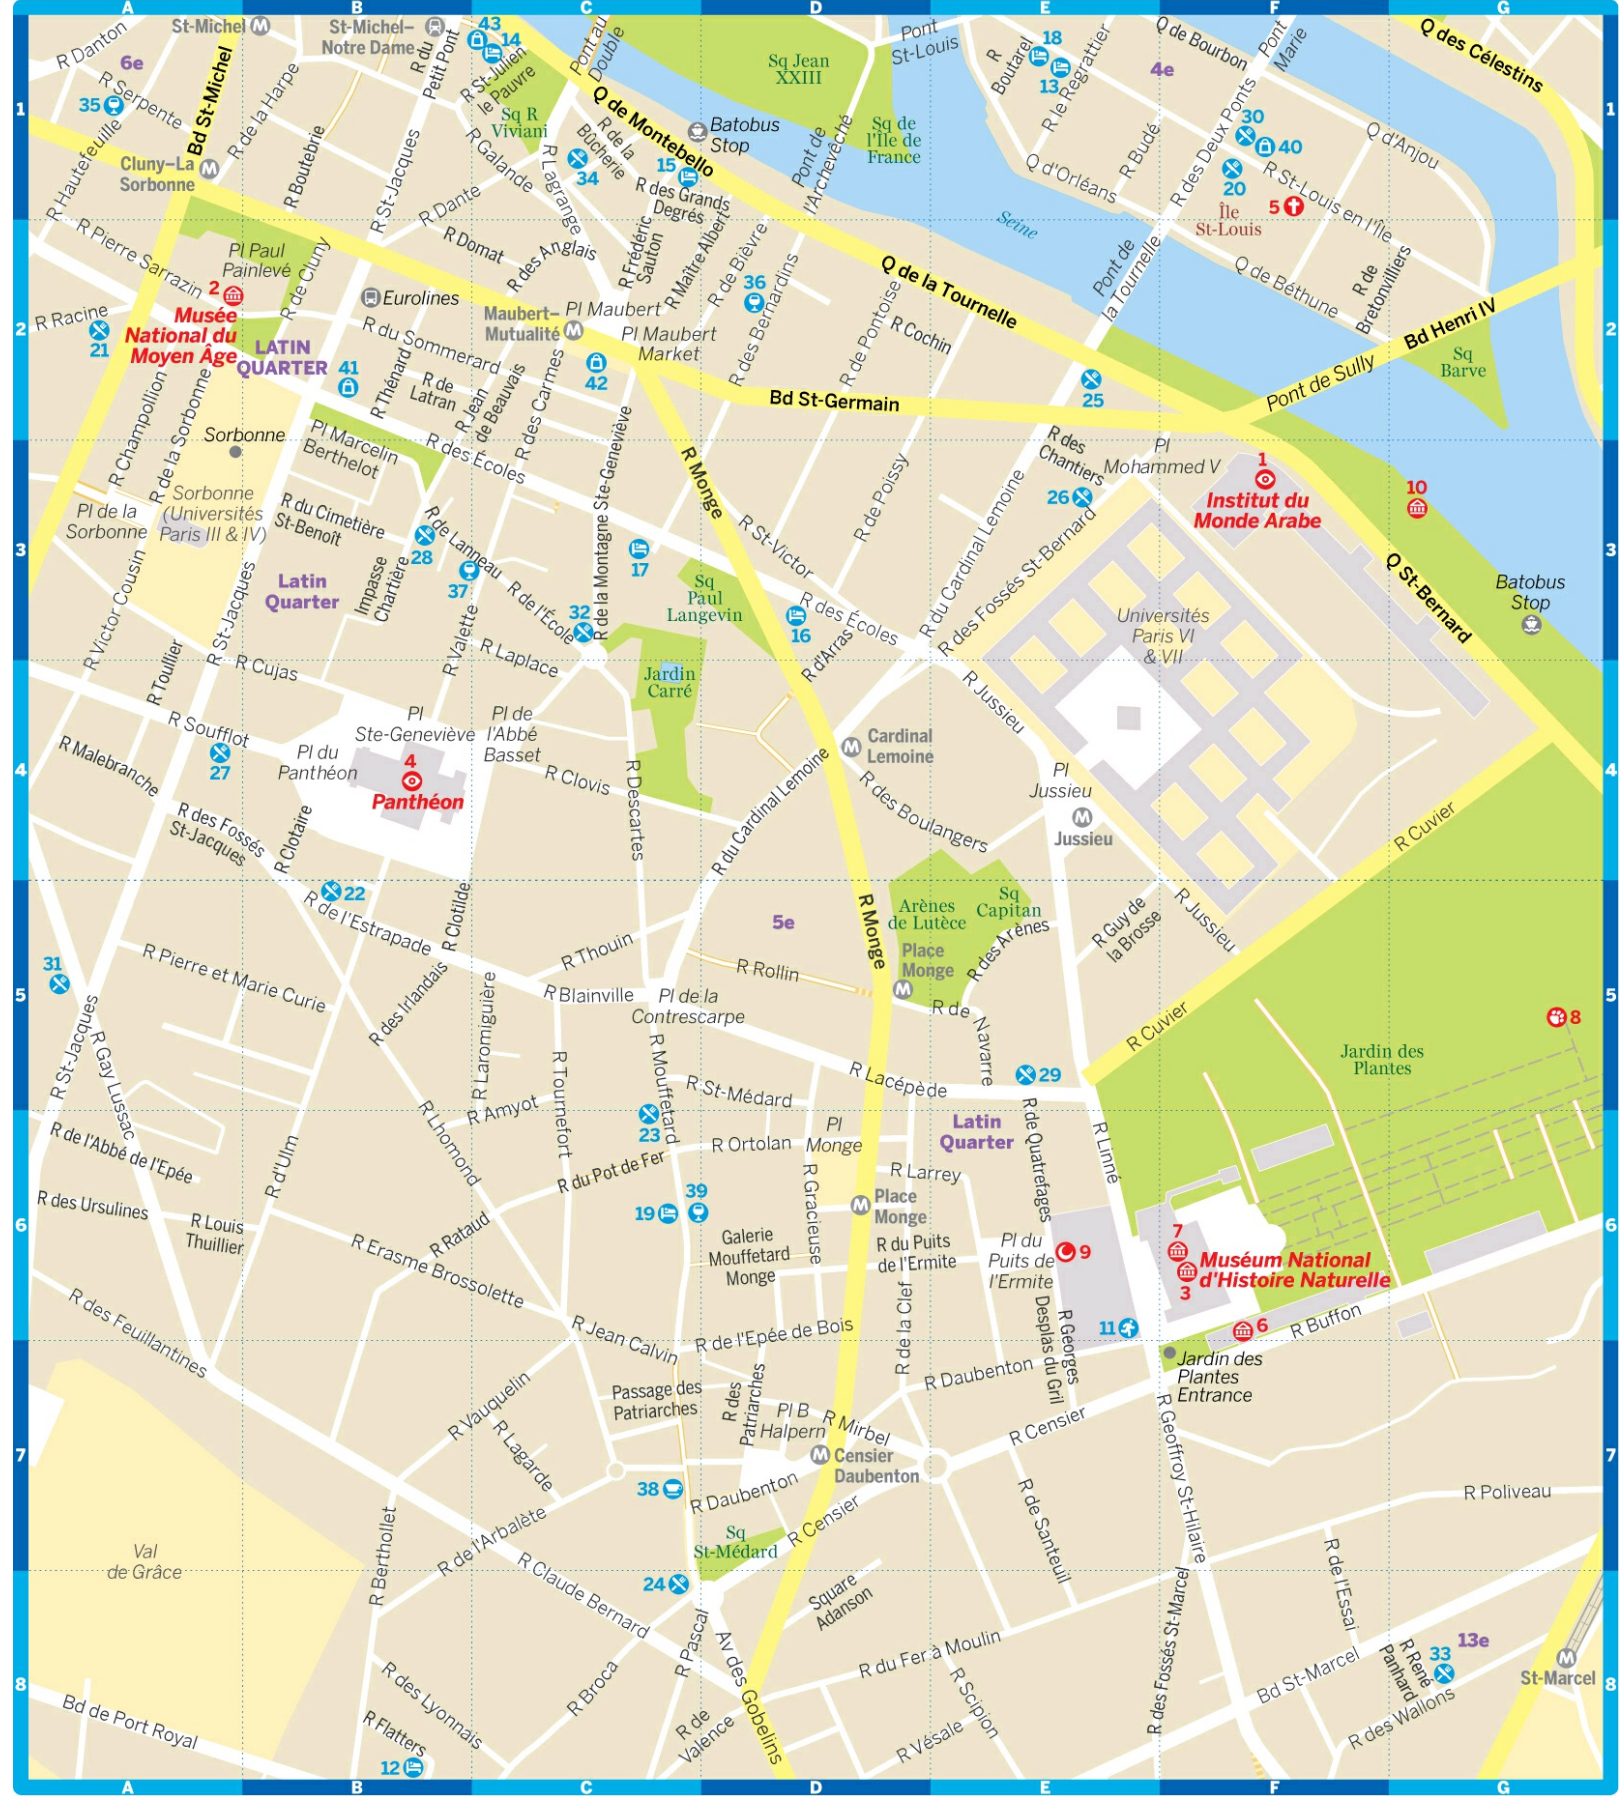 A
B
C
D
E
F
G
R Danton
St-Michel
St-Michel–
Notre Dame
R du
Petit Pont
43
14
Pont au
Double
6e
R Serpente
35
Bd St-Michel
R de la Harpe
R St-Julien
le Pauvre
Sq R
Viviani
Sq Jean
XXIII
Pont
St-Louis
R
Boutarel
18
13
R le Regrattier
4e
Q de Bourbon
Pont
Marie
Q des Célestins
1
1
Q de Montebello
Batobus
Stop
Sq de
l'Île de
France
Pont de
l'Archevêché
R Hautefeuille
Cluny–La
Sorbonne
R Boutebrie
R St-Jacques
R Galande
R Lagrange
R de la
Bûcherie
34
15
R des Grands
Degrés
30
40
20
Q d'Anjou
R Budé
R des Deux Ponts
Q d'Orléans
R St-Louis en l'Île
5
Île
St-Louis
Seine
R Dante
R Domat
R des Anglais
R Frédéric
Sauton
R Maître Albert
R de Bièvre
R des Bernardins
36
R Pierre Sarrazin
Pl Paul
Painlevé
R de Cluny
2
Musée
National du
Moyen Âge
Eurolines
Maubert–
Mutualité
Pl Maubert
Pl Maubert
Market
Q de la Tournelle
Pont de
la Tournelle
Q de Béthune
R de
Bretonvilliers
Bd Henri IV
R Racine
21
2
2
LATIN
QUARTER
41
R du Sommerard
R Thénard
R de
Latran
R Jean
de Beauvais
R des Carmes
42
R de Pontoise
R Cochin
Bd St-Germain
25
Pont de Sully
Sq
Barve
R Champollion
R de la Sorbonne
Sorbonne
Pl Marcelin
Berthelot
R des Écoles
R de la Montagne Ste-Geneviève
R Monge
R de Poissy
R des
Chantiers
26
Pl
Mohammed V
1
Institut du
Monde Arabe
10
Pl de la
Sorbonne
Sorbonne
(Universités
Paris III & IV)
R du Cimetière
St-Benoît
28
R de Lanneau
37
17
R St-Victor
R du Cardinal Lemoine
R des Fossés St-Bernard
3
3
Q St-Bernard
Batobus
Stop
Latin
Quarter
Impasse
Chartière
R de l'École
32
Sq
Paul
Langevin
16
R des Écoles
Universités
Paris VI
& VII
R Victor Cousin
R St-Jacques
R Toullier
R Cujas
R Valette
R Laplace
Jardin
Carré
R d'Arras
R Jussieu
R Soufflot
27
R Malebranche
Pl
Ste-Geneviève
Pl de
l'Abbé
Basset
Pl du
Panthéon
4
Panthéon
Cardinal
Lemoine
4
4
R Clovis
R Descartes
R du Cardinal Lemoine
R des Boulangers
Pl
Jussieu
Jussieu
R Cuvier
R des Fossés
St-Jacques
R Clotaire
22
R de l'Estrapade
R Clotilde
5e
R Monge
Arènes
de Lutèce
Sq
Capitan
R des Arènes
R Guy de
la Brosse
R Jussieu
31
R Pierre et Marie Curie
R Thouin
R Rollin
Place
Monge
5
5
R des Irlandais
R Laromiguière
R Blainville
Pl de la
Contrescarpe
R de
Navarre
R Cuvier
8
R St-Jacques
R Gay Lussac
R Tournefort
R Mouffetard
R Lacépède
29
Jardin des
Plantes
R St-Médard
R Amyot
R Lhomond
23
R Ortolan
Pl
Monge
Latin
Quarter
R de Quatrefages
R Linné
R de l'Abbé de l'Epée
R d'Ulm
R du Pot de Fer
R Gracieuse
R Larrey
R des Ursulines
R Louis
Thuillier
19
39
Place
Monge
6
6
R Erasme Brossolette
R Rataud
Galerie
Mouffetard
Monge
R du Puits
de l'Ermite
Pl du
Puits de
l'Ermite
9
7
3
Muséum National
d'Histoire Naturelle
R des Feuillantines
R Jean Calvin
R de l'Epée de Bois
R de la Clef
Desplas du Gril
R Georges
11
6
R Buffon
Jardin des
Plantes
Entrance
Passage des
Patriarches
R des
Patriarches
R Daubenton
R Vauquelin
R Lagarde
Pl B
Halpern
R Mirbel
Censier
Daubenton
R Censier
R Geoffroy St-Hilaire
7
7
38
R Daubenton
R Censier
R Poliveau
R de Santeuil
R Berthollet
R de l'Arbalète
Sq
St-Médard
Val
de Grâce
R Claude Bernard
24
Square
Adanson
R de l'Essai
R Pascal
Av des Gobelins
R du Fer à Moulin
R des Fossés St-Marcel
Bd St-Marcel
R René
Panhard
33
13e
St-Marcel
8
8
R des Lyonnais
R Broca
R Scipion
R des Wallons
Bd de Port Royal
R Flatters
12
R de
Valence
R Vésale
A
B
C
D
E
F
G